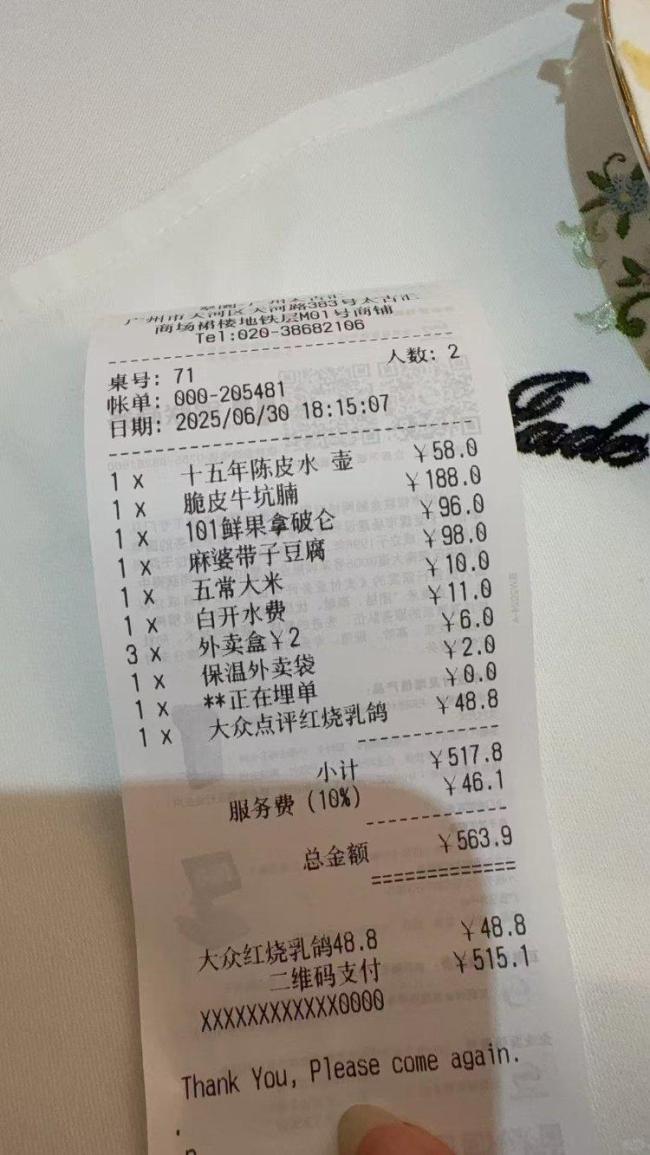 广州市天河区天河路383号太古汇
商场裙楼地铁层M01号商铺
Tel:020-38682106
桌号: 71 人数: 2
帐单: 000-205481
日期: 2025/06/30 18:15:07
1 x 十五年陈皮水 壶 ￥58.0
1 x 脆皮牛坑腩 ￥188.0
1 x 101鲜果拿破仑 ￥96.0
1 x 麻婆带子豆腐 ￥98.0
1 x 五常大米 ￥10.0
1 x 白开水费 ￥11.0
3 x 外卖盒￥2 ￥6.0
1 x 保温外卖袋 ￥2.0
1 x **正在埋单 ￥0.0
1 x 大众点评红烧乳鸽 ￥48.8
小计 ￥517.8
服务费 (10%) ￥46.1
总金额 ￥563.9
大众红烧乳鸽48.8 ￥48.8
二维码支付 ￥515.1
XXXXXXXXXXXX0000
Thank You, Please come again.
Jade